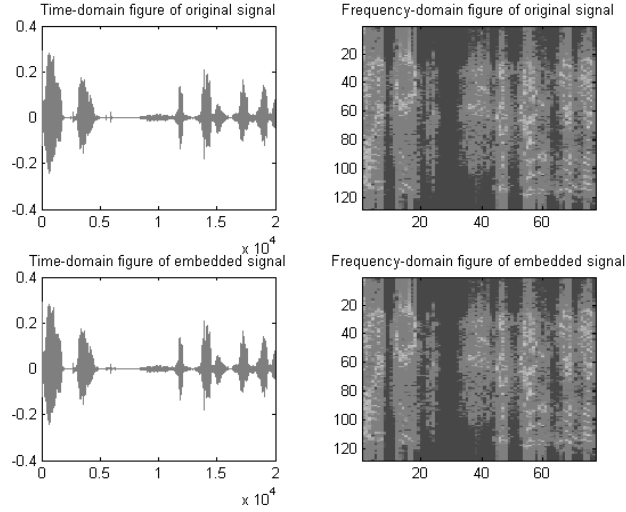 Time-domain figure of original signal
0.4
0.2
0
-0.2
-0.4
0 0.5 1 1.5 2
x 10^4
Frequency-domain figure of original signal
20
40
60
80
100
120
20 40 60
Time-domain figure of embedded signal
0.4
0.2
0
-0.2
-0.4
0 0.5 1 1.5 2
x 10^4
Frequency-domain figure of embedded signal
20
40
60
80
100
120
20 40 60